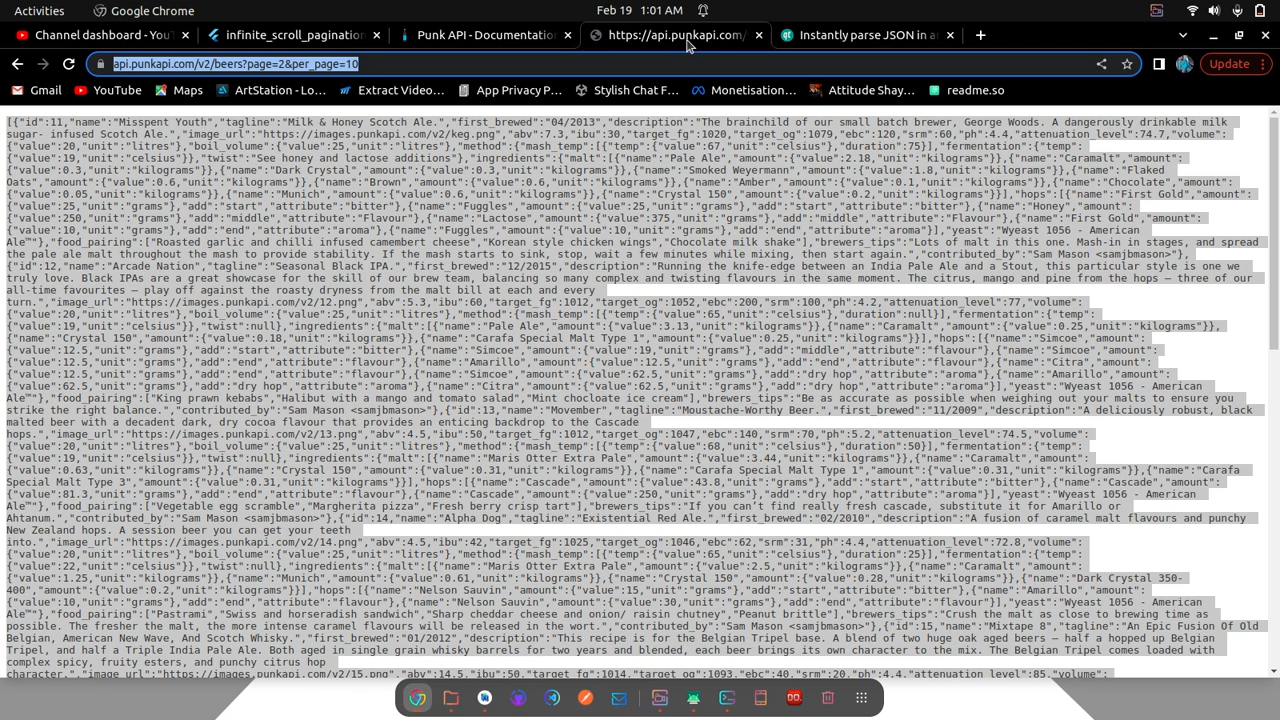 Activities
Google Chrome
Feb 19 1:01 AM
Channel dashboard - YouT
infinite_scroll_pagination
Punk API - Documentation
https://api.punkapi.com/
Instantly parse JSON in a
api.punkapi.com/v2/beers?page=2&per_page=10
Update
Gmail
YouTube
Maps
ArtStation - Lo...
Extract Video...
App Privacy P...
Stylish Chat F...
Monetisation...
Attitude Shay...
readme.so
[{"id":11,"name":"Misspent Youth","tagline":"Milk & Honey Scotch Ale.","first_brewed":"04/2013","description":"The brainchild of our small batch brewer, George Woods. A dangerously drinkable milk
sugar- infused Scotch Ale.","image_url":"https://images.punkapi.com/v2/keg.png","abv":7.3,"ibu":30,"target_fg":1020,"target_og":1079,"ebc":120,"srm":60,"ph":4.4,"attenuation_level":74.7,"volume":
{"value":20,"unit":"litres"},"boil_volume":{"value":25,"unit":"litres"},"method":{"mash_temp":[{"temp":{"value":67,"unit":"celsius"},"duration":75}],"fermentation":{"temp":
{"value":19,"unit":"celsius"}},"twist":"See honey and lactose additions"},"ingredients":{"malt":[{"name":"Pale Ale","amount":{"value":2.18,"unit":"kilograms"}},{"name":"Caramalt","amount":
{"value":0.3,"unit":"kilograms"}},{"name":"Dark Crystal","amount":{"value":0.3,"unit":"kilograms"}},{"name":"Smoked Weyermann","amount":{"value":1.8,"unit":"kilograms"}},{"name":"Flaked
Oats","amount":{"value":0.6,"unit":"kilograms"}},{"name":"Brown","amount":{"value":0.6,"unit":"kilograms"}},{"name":"Amber","amount":{"value":0.1,"unit":"kilograms"}},{"name":"Chocolate","amount":
{"value":0.05,"unit":"kilograms"}},{"name":"Munich","amount":{"value":0.6,"unit":"kilograms"}},{"name":"Crystal 150","amount":{"value":0.2,"unit":"kilograms"}}],"hops":[{"name":"First Gold","amount":
{"value":25,"unit":"grams"},"add":"start","attribute":"bitter"},{"name":"Fuggles","amount":{"value":25,"unit":"grams"},"add":"start","attribute":"bitter"},{"name":"Honey","amount":
{"value":250,"unit":"grams"},"add":"middle","attribute":"Flavour"},{"name":"Lactose","amount":{"value":375,"unit":"grams"},"add":"middle","attribute":"Flavour"},{"name":"First Gold","amount":
{"value":10,"unit":"grams"},"add":"end","attribute":"aroma"},{"name":"Fuggles","amount":{"value":10,"unit":"grams"},"add":"end","attribute":"aroma"}],"yeast":"Wyeast 1056 - American
Ale™"},"food_pairing":["Roasted garlic and chilli infused camembert cheese","Korean style chicken wings","Chocolate milk shake"],"brewers_tips":"Lots of malt in this one. Mash-in in stages, and spread
the pale ale malt throughout the mash to provide stability. If the mash starts to sink, stop, wait a few minutes while mixing, then start again.","contributed_by":"Sam Mason <samjbmason>"},
{"id":12,"name":"Arcade Nation","tagline":"Seasonal Black IPA.","first_brewed":"12/2015","description":"Running the knife-edge between an India Pale Ale and a Stout, this particular style is one we
truly love. Black IPAs are a great showcase for the skill of our brew team, balancing so many complex and twisting flavours in the same moment. The citrus, mango and pine from the hops – three of our
all-time favourites – play off against the roasty dryness from the malt bill at each and every
turn.","image_url":"https://images.punkapi.com/v2/12.png","abv":5.3,"ibu":60,"target_fg":1012,"target_og":1052,"ebc":200,"srm":100,"ph":4.2,"attenuation_level":77,"volume":
{"value":20,"unit":"litres"},"boil_volume":{"value":25,"unit":"litres"},"method":{"mash_temp":[{"temp":{"value":65,"unit":"celsius"},"duration":null}],"fermentation":{"temp":
{"value":19,"unit":"celsius"}},"twist":null},"ingredients":{"malt":[{"name":"Pale Ale","amount":{"value":3.13,"unit":"kilograms"}},{"name":"Caramalt","amount":{"value":0.25,"unit":"kilograms"}},
{"name":"Crystal 150","amount":{"value":0.18,"unit":"kilograms"}},{"name":"Carafa Special Malt Type 1","amount":{"value":0.25,"unit":"kilograms"}}],"hops":[{"name":"Simcoe","amount":
{"value":12.5,"unit":"grams"},"add":"start","attribute":"bitter"},{"name":"Simcoe","amount":{"value":19,"unit":"grams"},"add":"middle","attribute":"flavour"},{"name":"Simcoe","amount":
{"value":12.5,"unit":"grams"},"add":"end","attribute":"flavour"},{"name":"Amarillo","amount":{"value":12.5,"unit":"grams"},"add":"end","attribute":"flavour"},{"name":"Citra","amount":
{"value":12.5,"unit":"grams"},"add":"end","attribute":"flavour"},{"name":"Simcoe","amount":{"value":62.5,"unit":"grams"},"add":"dry hop","attribute":"aroma"},{"name":"Amarillo","amount":
{"value":62.5,"unit":"grams"},"add":"dry hop","attribute":"aroma"},{"name":"Citra","amount":{"value":62.5,"unit":"grams"},"add":"dry hop","attribute":"aroma"}],"yeast":"Wyeast 1056 - American
Ale™"},"food_pairing":["King prawn kebabs","Halibut with a mango and tomato salad","Mint chocloate ice cream"],"brewers_tips":"Be as accurate as possible when weighing out your malts to ensure you
strike the right balance.","contributed_by":"Sam Mason <samjbmason>"},{"id":13,"name":"Movember","tagline":"Moustache-Worthy Beer.","first_brewed":"11/2009","description":"A deliciously robust, black
malted beer with a decadent dark, dry cocoa flavour that provides an enticing backdrop to the Cascade
hops.","image_url":"https://images.punkapi.com/v2/13.png","abv":4.5,"ibu":50,"target_fg":1012,"target_og":1047,"ebc":140,"srm":70,"ph":5.2,"attenuation_level":74.5,"volume":
{"value":20,"unit":"litres"},"boil_volume":{"value":25,"unit":"litres"},"method":{"mash_temp":[{"temp":{"value":68,"unit":"celsius"},"duration":50}],"fermentation":{"temp":
{"value":19,"unit":"celsius"}},"twist":null},"ingredients":{"malt":[{"name":"Maris Otter Extra Pale","amount":{"value":3.44,"unit":"kilograms"}},{"name":"Caramalt","amount":
{"value":0.63,"unit":"kilograms"}},{"name":"Crystal 150","amount":{"value":0.31,"unit":"kilograms"}},{"name":"Carafa Special Malt Type 1","amount":{"value":0.31,"unit":"kilograms"}},{"name":"Carafa
Special Malt Type 3","amount":{"value":0.31,"unit":"kilograms"}}],"hops":[{"name":"Cascade","amount":{"value":43.8,"unit":"grams"},"add":"start","attribute":"bitter"},{"name":"Cascade","amount":
{"value":81.3,"unit":"grams"},"add":"end","attribute":"flavour"},{"name":"Cascade","amount":{"value":250,"unit":"grams"},"add":"dry hop","attribute":"aroma"}],"yeast":"Wyeast 1056 - American
Ale™"},"food_pairing":["Vegetable egg scramble","Margherita pizza","Fresh berry crisp tart"],"brewers_tips":"If you can't find really fresh cascade, substitute it for Amarillo or
Ahtanum.","contributed_by":"Sam Mason <samjbmason>"},{"id":14,"name":"Alpha Dog","tagline":"Existential Red Ale.","first_brewed":"02/2010","description":"A fusion of caramel malt flavours and punchy
New Zealand hops. A session beer you can get your teeth
into.","image_url":"https://images.punkapi.com/v2/14.png","abv":4.5,"ibu":42,"target_fg":1025,"target_og":1046,"ebc":62,"srm":31,"ph":4.4,"attenuation_level":72.8,"volume":
{"value":20,"unit":"litres"},"boil_volume":{"value":25,"unit":"litres"},"method":{"mash_temp":[{"temp":{"value":65,"unit":"celsius"},"duration":25}],"fermentation":{"temp":
{"value":22,"unit":"celsius"}},"twist":null},"ingredients":{"malt":[{"name":"Maris Otter Extra Pale","amount":{"value":2.5,"unit":"kilograms"}},{"name":"Caramalt","amount":
{"value":1.25,"unit":"kilograms"}},{"name":"Munich","amount":{"value":0.61,"unit":"kilograms"}},{"name":"Crystal 150","amount":{"value":0.28,"unit":"kilograms"}},{"name":"Dark Crystal 350-
400","amount":{"value":0.2,"unit":"kilograms"}}],"hops":[{"name":"Nelson Sauvin","amount":{"value":15,"unit":"grams"},"add":"start","attribute":"bitter"},{"name":"Amarillo","amount":
{"value":10,"unit":"grams"},"add":"end","attribute":"flavour"},{"name":"Nelson Sauvin","amount":{"value":30,"unit":"grams"},"add":"end","attribute":"flavour"}],"yeast":"Wyeast 1056 - American
Ale™"},"food_pairing":["Pastrami","Swiss and horseradish sandwich","Sharp cheddar cheese and onion/ raisin chutney","Peanut brittle"],"brewers_tips":"Crush the malt as close to brewing time as
possible. The fresher the malt, the more intense caramel flavours will be released in the wort.","contributed_by":"Sam Mason <samjbmason>"},{"id":15,"name":"Mixtape 8","tagline":"An Epic Fusion Of Old
Belgian, American New Wave, And Scotch Whisky.","first_brewed":"01/2012","description":"This recipe is for the Belgian Tripel base. A blend of two huge oak aged beers – half a hopped up Belgian
Tripel, and half a Triple India Pale Ale. Both aged in single grain whisky barrels for two years and blended, each beer brings its own character to the mix. The Belgian Tripel comes loaded with
complex spicy, fruity esters, and punchy citrus hop
character.","image_url":"https://images.punkapi.com/v2/15.png","abv":14.5,"ibu":50,"target_fg":1014,"target_og":1093,"ebc":40,"srm":20,"ph":4.4,"attenuation_level":85,"volume":